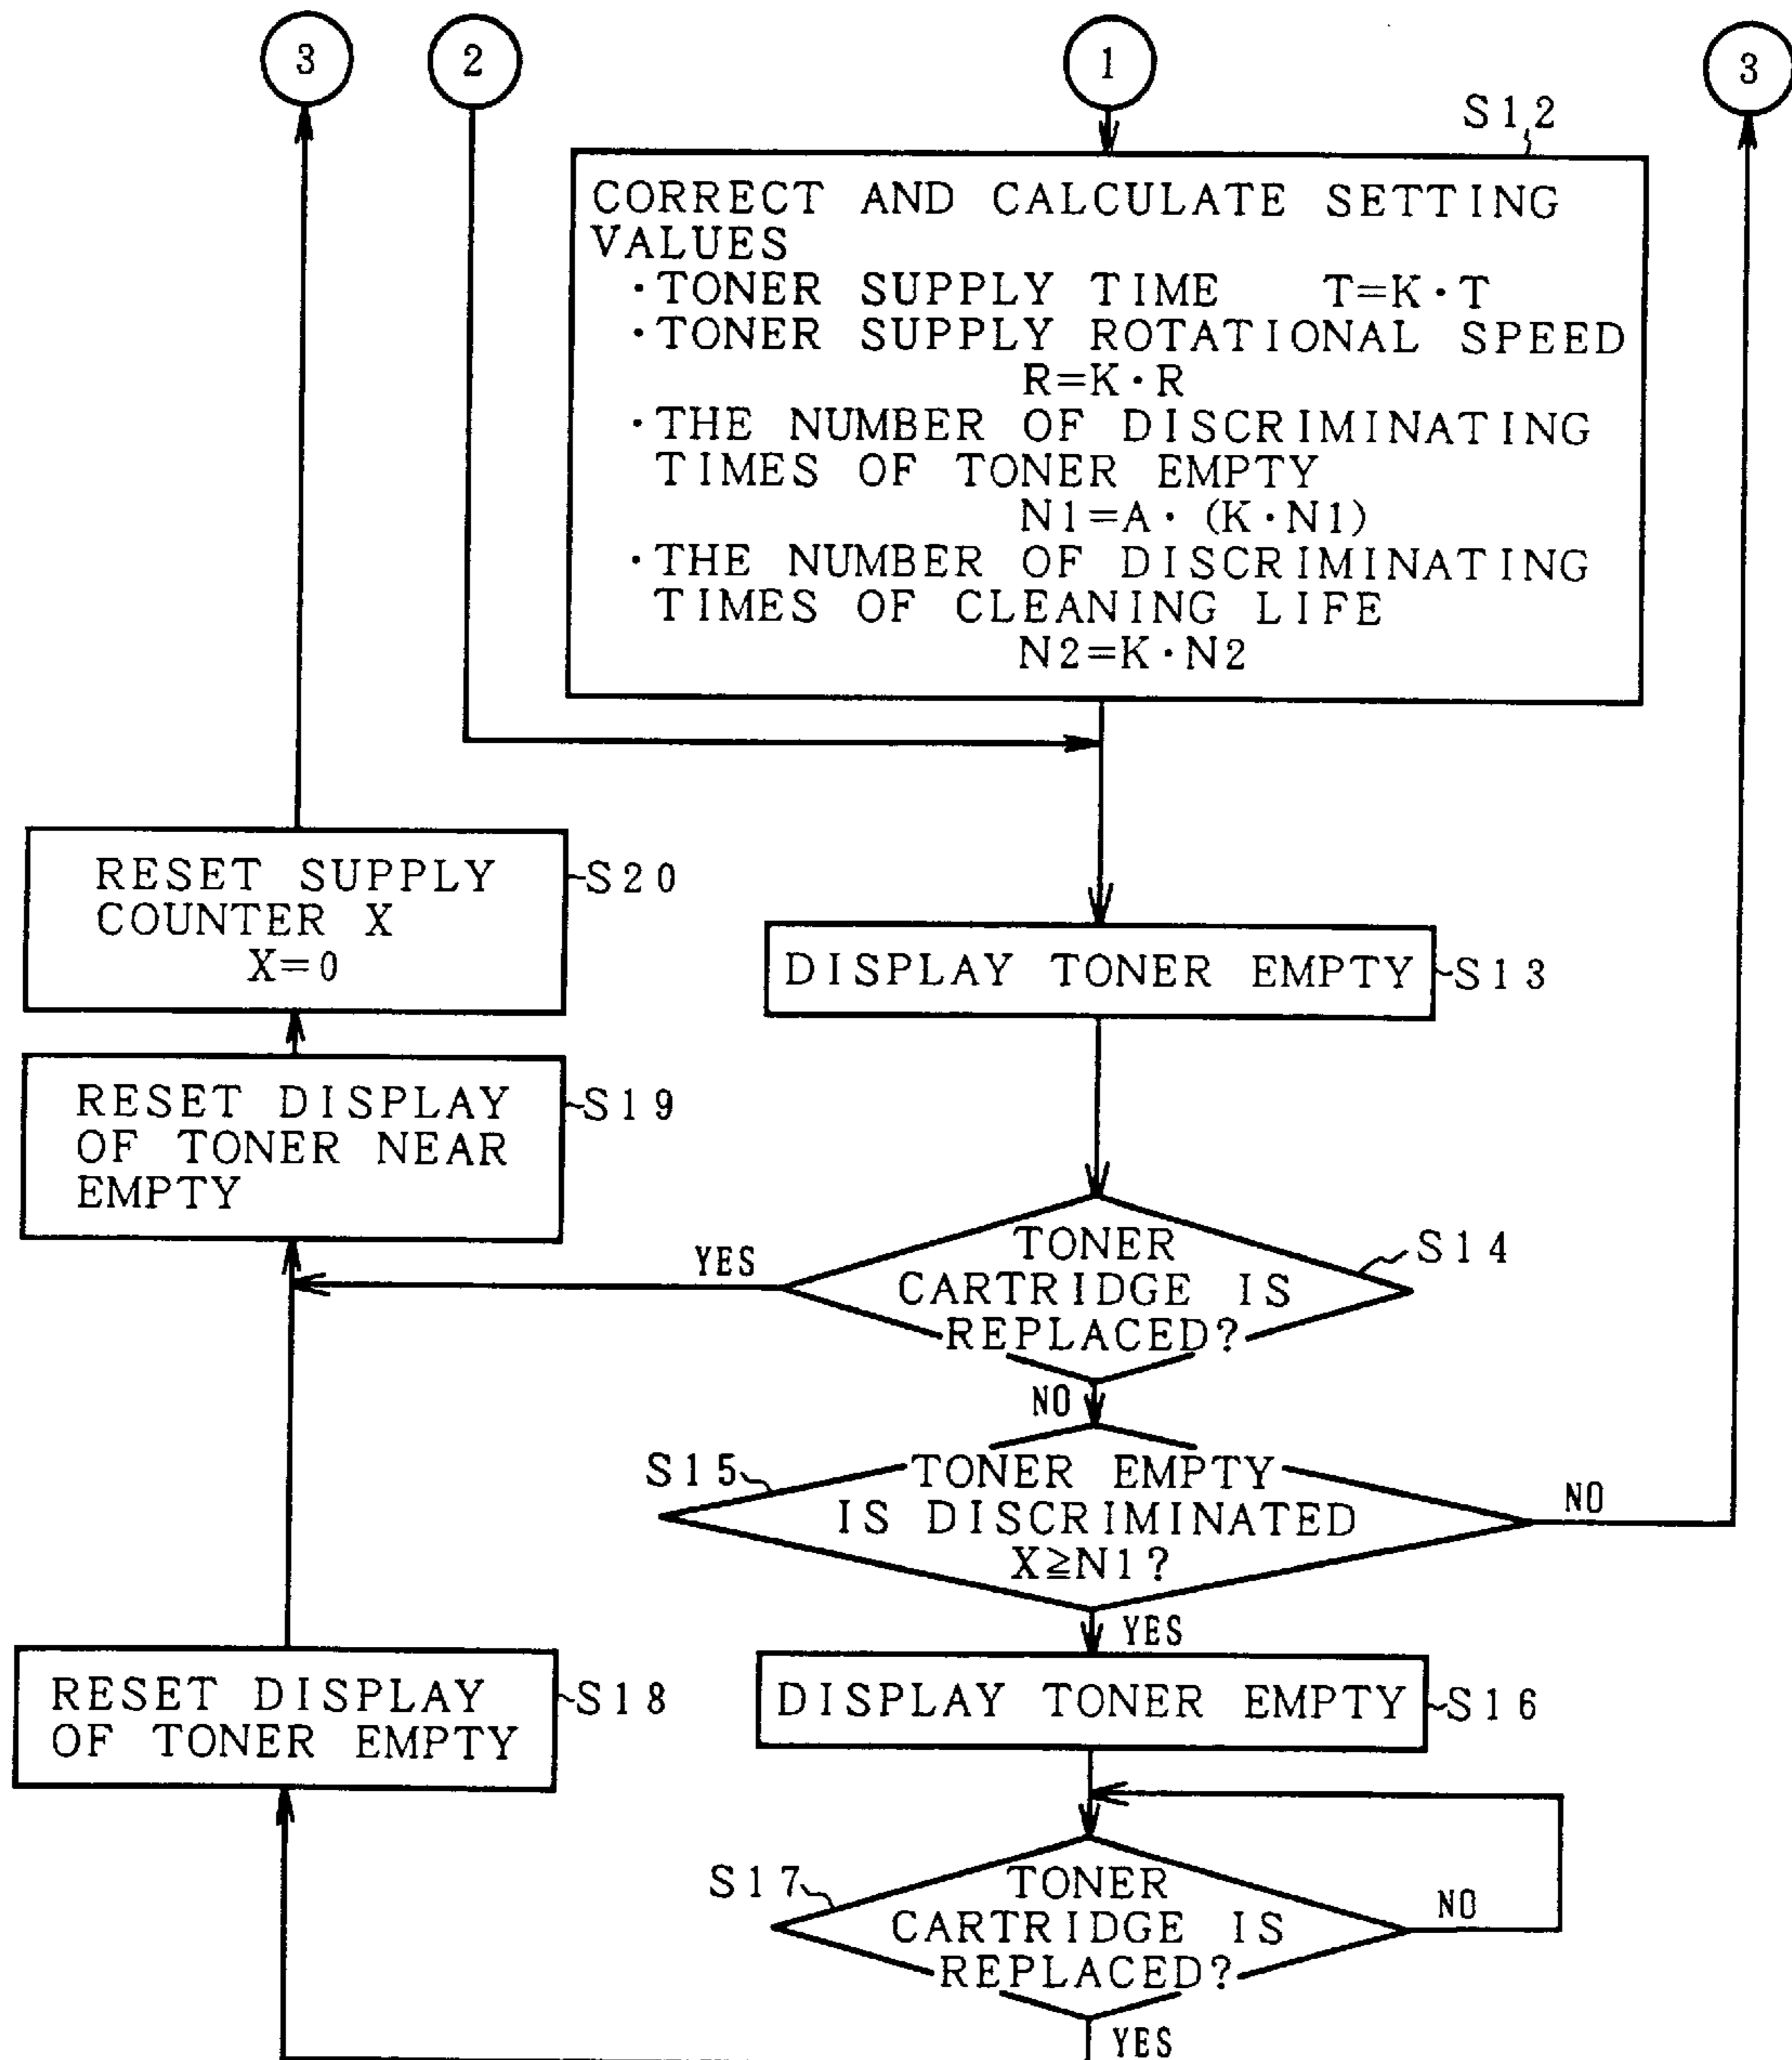 3
2
1
3
S12
CORRECT AND CALCULATE SETTING
VALUES
·TONER SUPPLY TIME T=K·T
·TONER SUPPLY ROTATIONAL SPEED
R=K·R
·THE NUMBER OF DISCRIMINATING
TIMES OF TONER EMPTY
N1=A·(K·N1)
·THE NUMBER OF DISCRIMINATING
TIMES OF CLEANING LIFE
N2=K·N2
RESET SUPPLY
COUNTER X
X=0
S20
DISPLAY TONER EMPTY
S13
RESET DISPLAY
OF TONER NEAR
EMPTY
S19
TONER
CARTRIDGE IS
REPLACED?
S14
YES
NO
S15
TONER EMPTY
IS DISCRIMINATED
X≧N1?
NO
YES
RESET DISPLAY
OF TONER EMPTY
S18
DISPLAY TONER EMPTY
S16
S17
TONER
CARTRIDGE IS
REPLACED?
NO
YES